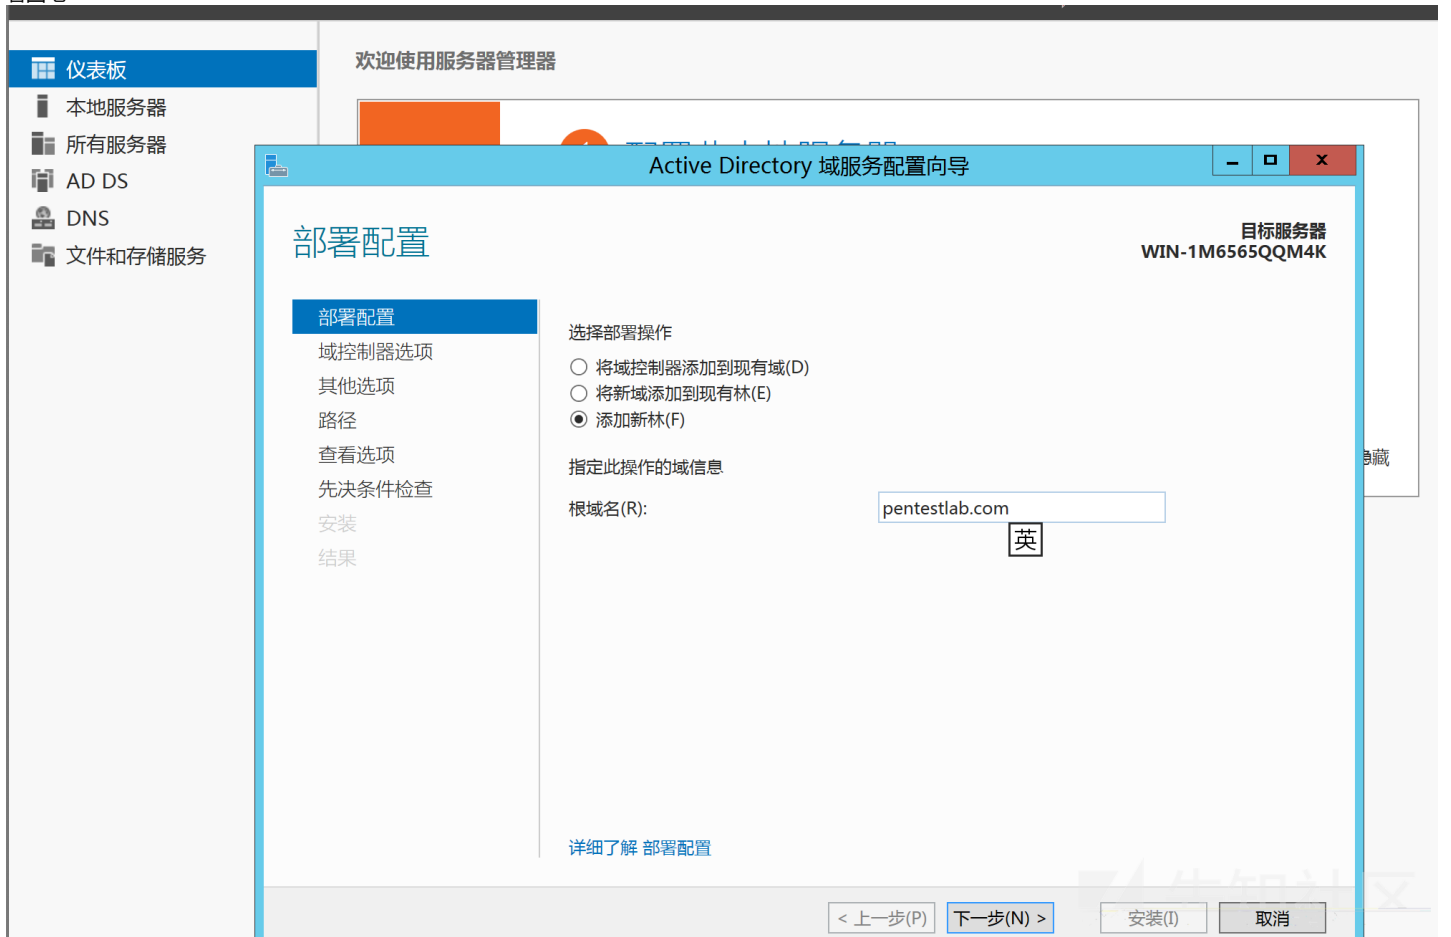 仪表板
本地服务器
所有服务器
AD DS
DNS
文件和存储服务
欢迎使用服务器管理器
Active Directory 域服务配置向导
部署配置
目标服务器
WIN-1M6565QQM4K
部署配置
域控制器选项
其他选项
路径
查看选项
先决条件检查
安装
结果
选择部署操作
将域控制器添加到现有域(D)
将新域添加到现有林(E)
添加新林(F)
指定此操作的域信息
根域名(R):
pentestlab.com
英
隐藏
详细了解 部署配置
< 上一步(P)
下一步(N) >
安装(I)
取消